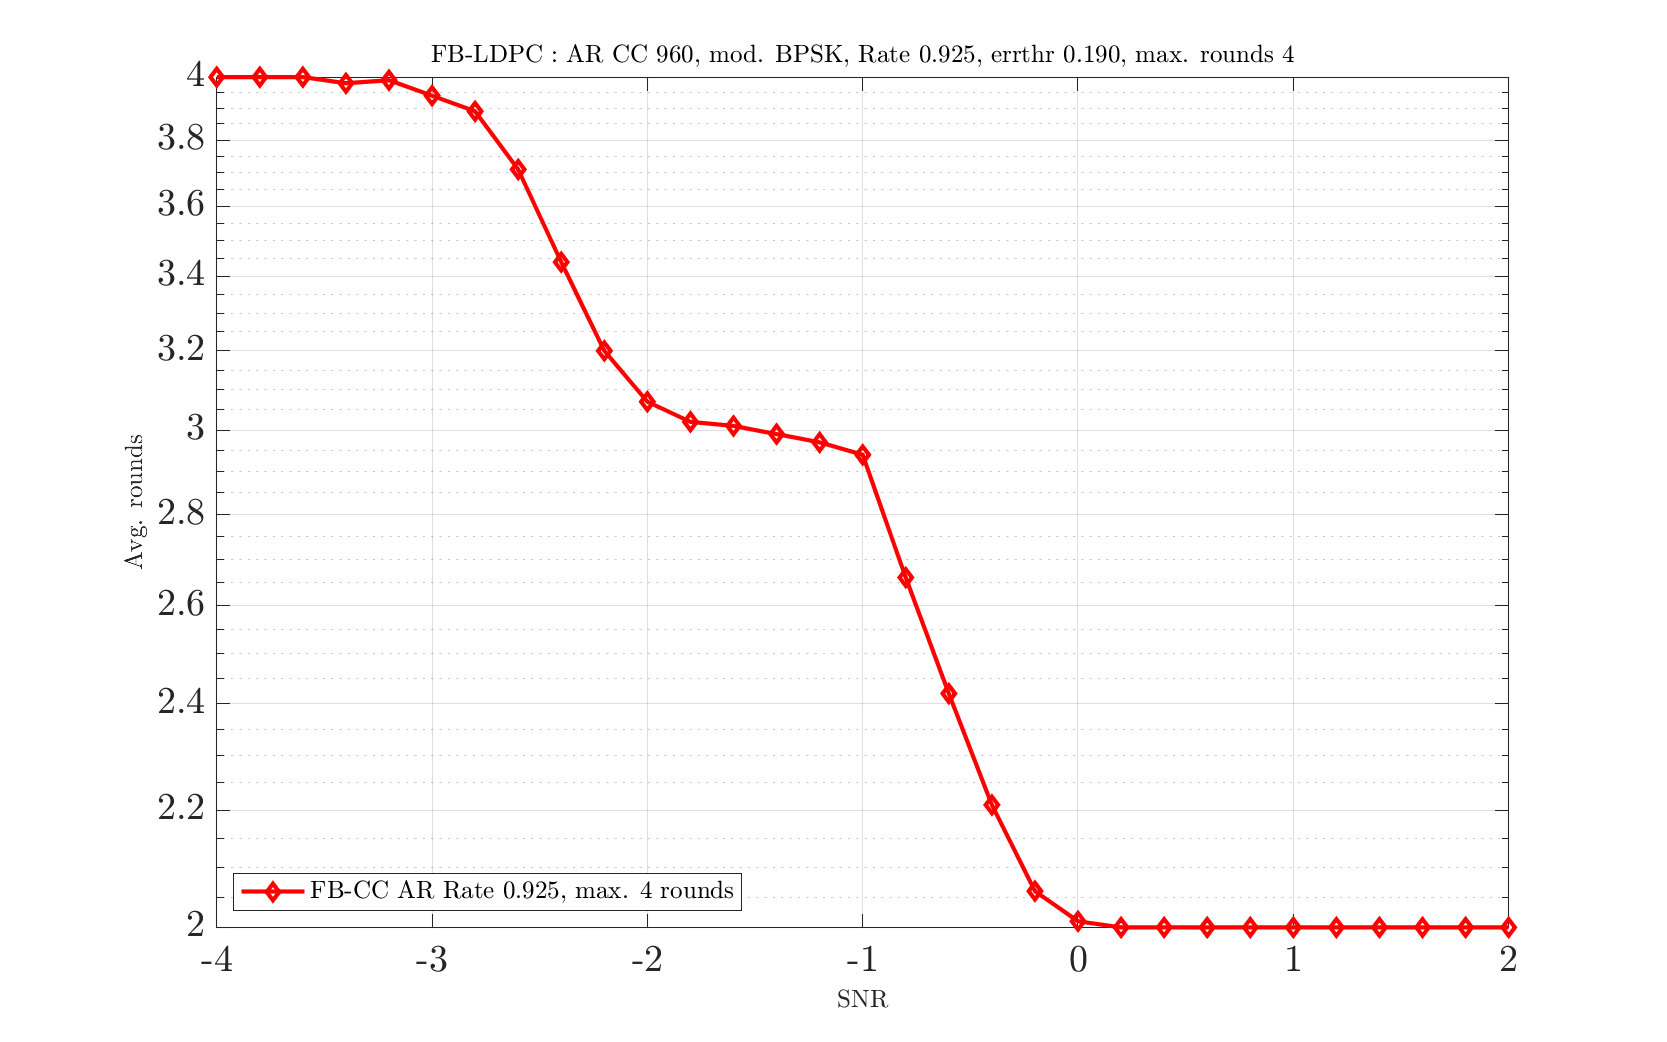 FB-LDPC : AR CC 960, mod. BPSK, Rate 0.925, errthr 0.190, max. rounds 4
4
3.8
3.6
3.4
3.2
3
2.8
2.6
2.4
2.2
2
Avg. rounds
FB-CC AR Rate 0.925, max. 4 rounds
-4 -3 -2 -1 0 1 2
SNR